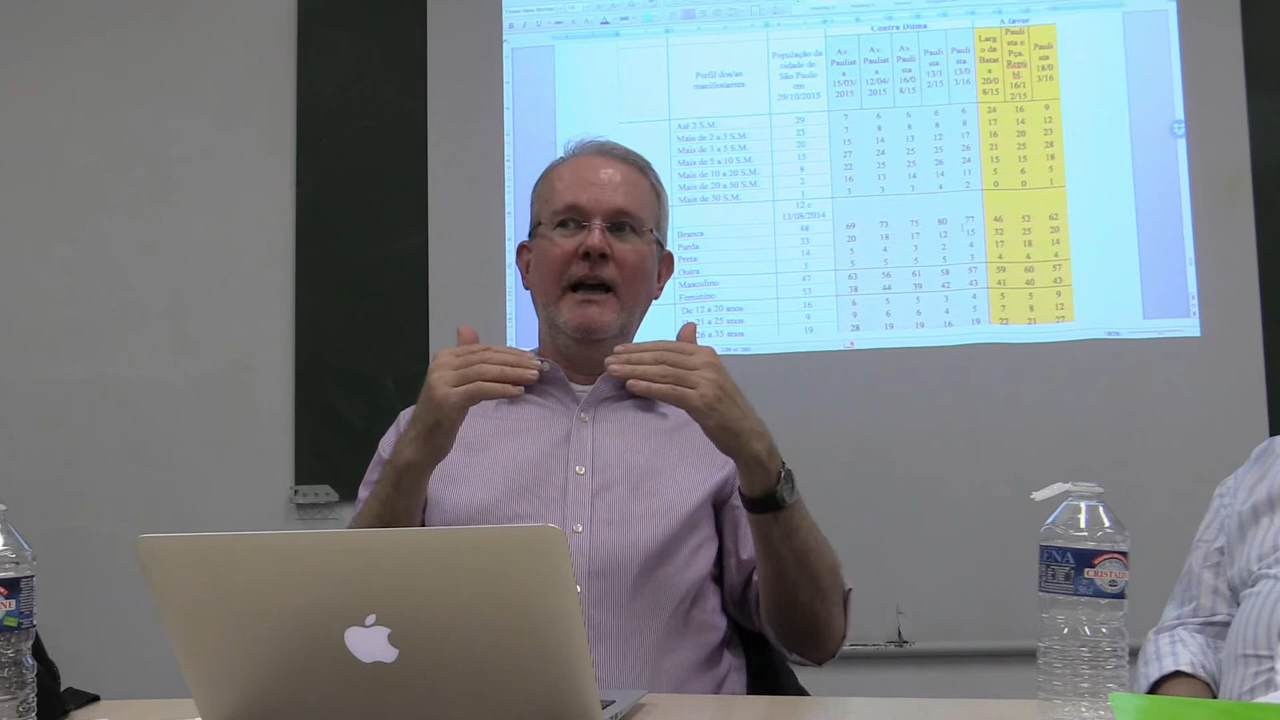 Contra Dilma A favor
Perfil dos/as manifestantes
População da cidade de São Paulo em 29/10/2015
Av. Paulista 15/03/2015
Av. Paulista 12/04/2015
Av. Paulista 16/08/15
Paulista 13/12/15
Paulista 13/03/16
Largo da Batata 20/08/15
Paulista e Pça. Repúbl. 16/12/15
Paulista 18/03/16
Até 2 S.M. 29 7 6 6 6 6 24 16 9
Mais de 2 a 3 S.M. 23 7 8 8 8 8 17 14 12
Mais de 3 a 5 S.M. 20 15 14 13 12 17 16 20 23
Mais de 5 a 10 S.M. 15 27 24 25 25 26 21 25 28
Mais de 10 a 20 S.M. 8 22 25 25 26 24 15 15 18
Mais de 20 a 50 S.M. 2 16 13 14 14 11 5 6 5
Mais de 50 S.M. 3 3 3 4 2 0 0 1
12 e 13/08/2014
Branca 48 69 73 75 80 77 46 52 62
Parda 33 20 18 17 12 15 32 25 20
Preta 14 5 4 3 2 4 17 18 14
Outra 5 5 5 5 5 3 4 4 4
Masculino 47 63 56 61 58 57 59 60 57
Feminino 53 38 44 39 42 43 41 40 43
De 12 a 20 anos 16 6 5 5 3 4 5 5 9
21 a 25 anos 9 9 6 6 4 5 7 8 12
26 a 35 anos 19 28 19 19 16 19 22 21 27
CRISTAL